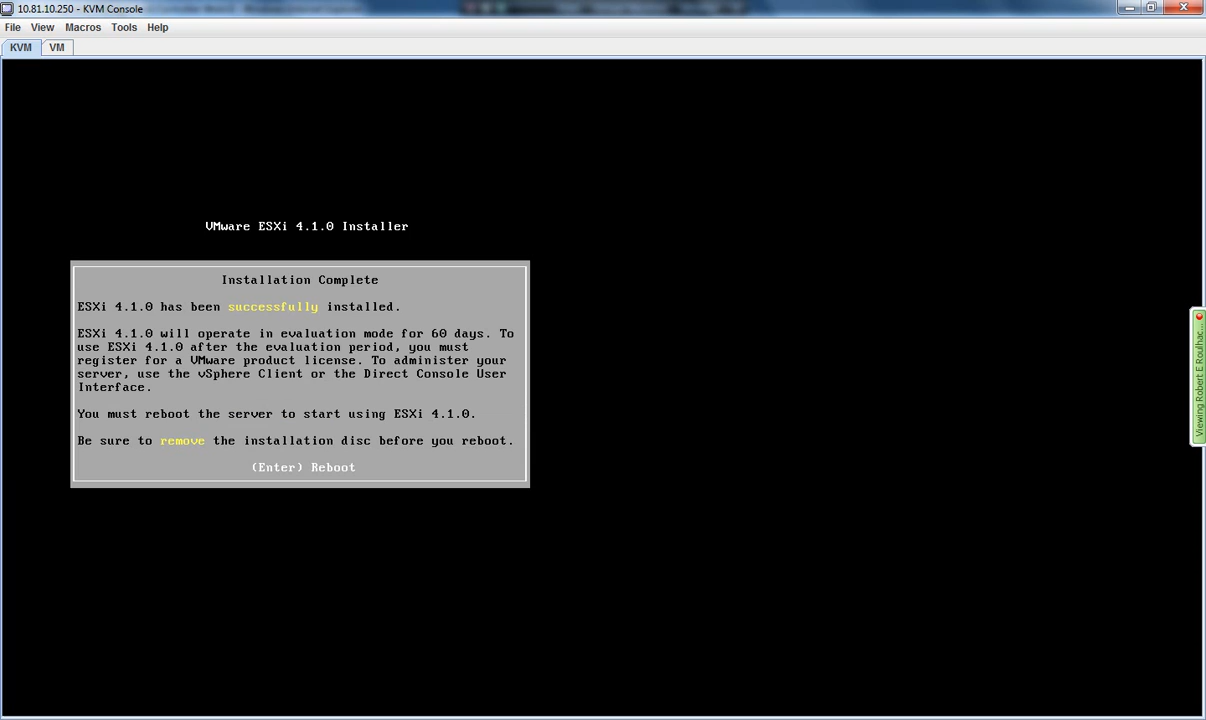 10.81.10.250 - KVM Console
File View Macros Tools Help
KVM VM
VMware ESXi 4.1.0 Installer
Installation Complete
ESXi 4.1.0 has been successfully installed.
ESXi 4.1.0 will operate in evaluation mode for 60 days. To
use ESXi 4.1.0 after the evaluation period, you must
register for a VMware product license. To administer your
server, use the vSphere Client or the Direct Console User
Interface.
You must reboot the server to start using ESXi 4.1.0.
Be sure to remove the installation disc before you reboot.
(Enter) Reboot
Viewing Robert E Roulhac...